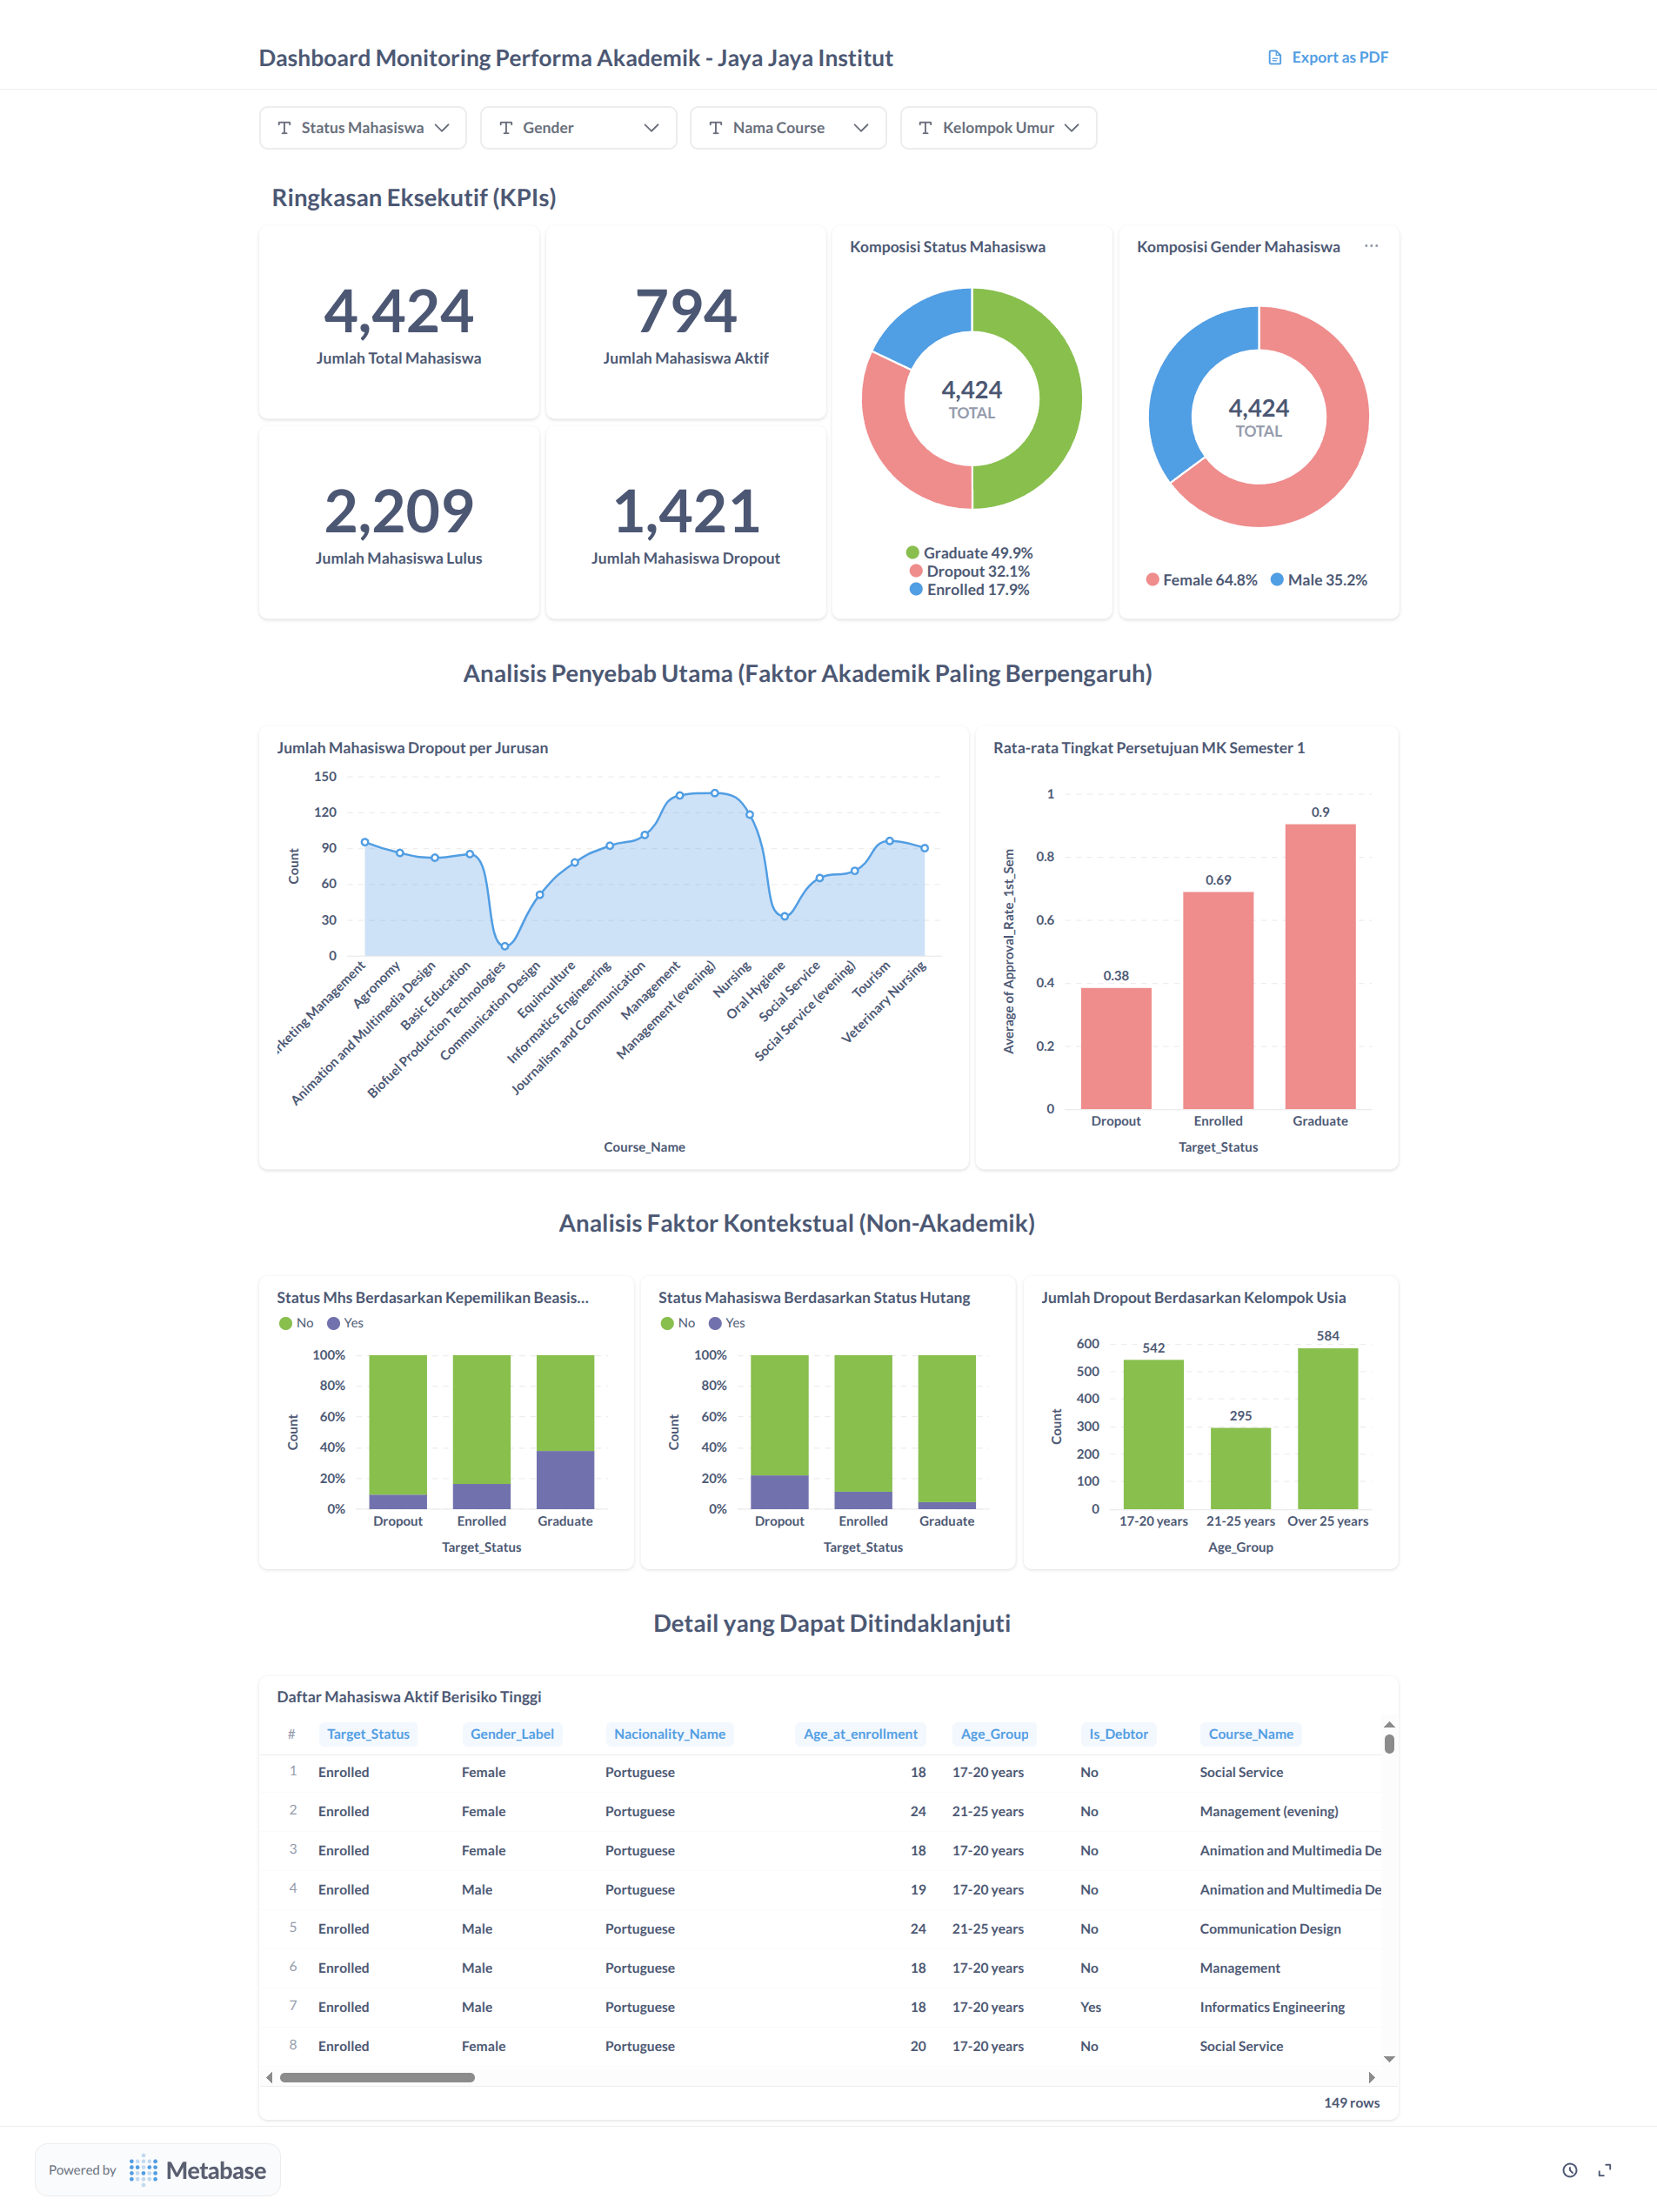 Dashboard Monitoring Performa Akademik - Jaya Jaya Institut
Export as PDF
Status Mahasiswa
Gender
Nama Course
Kelompok Umur
Ringkasan Eksekutif (KPIs)
4,424
Jumlah Total Mahasiswa
794
Jumlah Mahasiswa Aktif
2,209
Jumlah Mahasiswa Lulus
1,421
Jumlah Mahasiswa Dropout
Komposisi Status Mahasiswa
4,424
TOTAL
Graduate 49.9%
Dropout 32.1%
Enrolled 17.9%
Komposisi Gender Mahasiswa
4,424
TOTAL
Female 64.8% Male 35.2%
Analisis Penyebab Utama (Faktor Akademik Paling Berpengaruh)
Jumlah Mahasiswa Dropout per Jurusan
150
120
90
60
30
0
Count
rketing Management
Agronomy
Animation and Multimedia Design
Basic Education
Biofuel Production Technologies
Communication Design
Equinculture
Informatics Engineering
Journalism and Communication
Management
Management (evening)
Nursing
Oral Hygiene
Social Service
Social Service (evening)
Tourism
Veterinary Nursing
Course_Name
Rata-rata Tingkat Persetujuan MK Semester 1
1
0.8
0.6
0.4
0.2
0
Average of Approval_Rate_1st_Sem
0.38
0.69
0.9
Dropout
Enrolled
Graduate
Target_Status
Analisis Faktor Kontekstual (Non-Akademik)
Status Mhs Berdasarkan Kepemilikan Beasis...
No Yes
100%
80%
60%
40%
20%
0%
Count
Dropout
Enrolled
Graduate
Target_Status
Status Mahasiswa Berdasarkan Status Hutang
No Yes
100%
80%
60%
40%
20%
0%
Count
Dropout
Enrolled
Graduate
Target_Status
Jumlah Dropout Berdasarkan Kelompok Usia
600
500
400
300
200
100
0
Count
542
295
584
17-20 years
21-25 years
Over 25 years
Age_Group
Detail yang Dapat Ditindaklanjuti
Daftar Mahasiswa Aktif Berisiko Tinggi
# Target_Status Gender_Label Nacionality_Name Age_at_enrollment Age_Group Is_Debtor Course_Name
1 Enrolled Female Portuguese 18 17-20 years No Social Service
2 Enrolled Female Portuguese 24 21-25 years No Management (evening)
3 Enrolled Female Portuguese 18 17-20 years No Animation and Multimedia De
4 Enrolled Male Portuguese 19 17-20 years No Animation and Multimedia De
5 Enrolled Male Portuguese 24 21-25 years No Communication Design
6 Enrolled Male Portuguese 18 17-20 years No Management
7 Enrolled Male Portuguese 18 17-20 years Yes Informatics Engineering
8 Enrolled Female Portuguese 20 17-20 years No Social Service
149 rows
Powered by Metabase